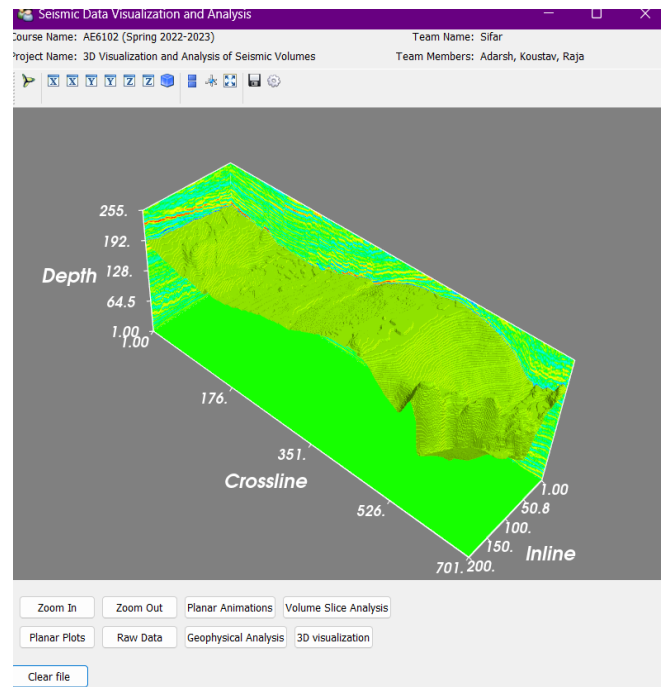 Seismic Data Visualization and Analysis
Course Name: AE6102 (Spring 2022-2023) Team Name: Sifar
Project Name: 3D Visualization and Analysis of Seismic Volumes Team Members: Adarsh, Koustav, Raja
X X Y Y Z Z
255.
192.
Depth 128.
64.5
1.00
1.00
176.
351.
Crossline
526.
701. 200.
150. Inline
100.
50.8
1.00
Zoom In Zoom Out Planar Animations Volume Slice Analysis
Planar Plots Raw Data Geophysical Analysis 3D visualization
Clear file